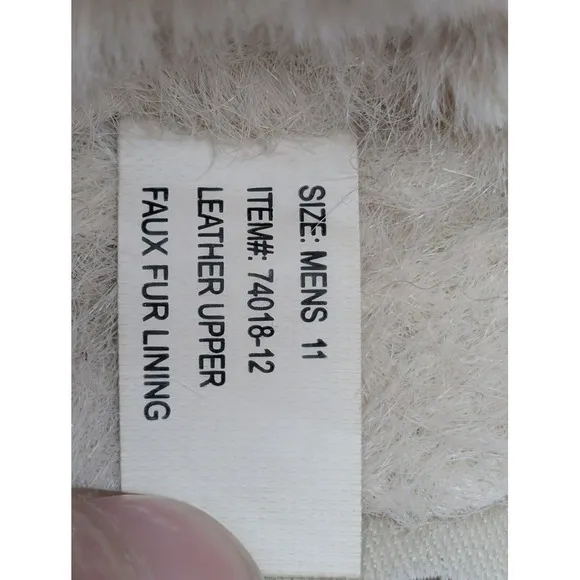 SIZE: MENS 11
ITEM#: 74018-12
LEATHER UPPER
FAUX FUR LINING